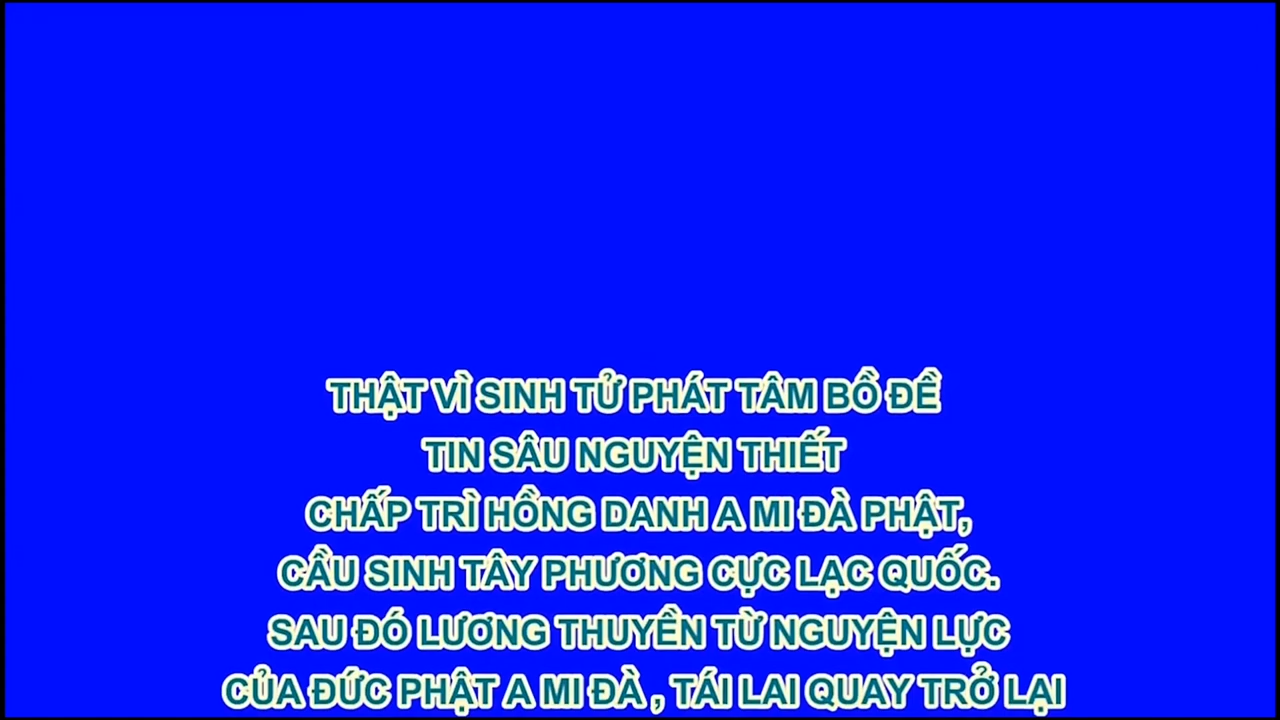 THẬT VÌ SINH TỬ PHÁT TÂM BỒ ĐỀ
TIN SÂU NGUYỆN THIẾT
CHẤP TRÌ HỒNG DANH A MI ĐÀ PHẬT,
CẦU SINH TÂY PHƯƠNG CỰC LẠC QUỐC.
SAU ĐÓ LƯƠNG THUYỀN TỪ NGUYỆN LỰC
CỦA ĐỨC PHẬT A MI ĐÀ , TÁI LAI QUAY TRỞ LẠI